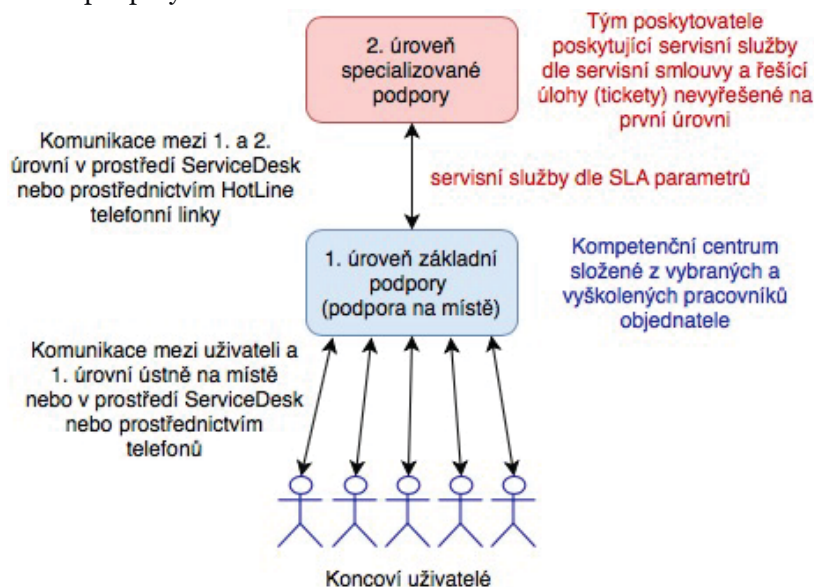 2. úroveň
specializované
podpory
Tým poskytovatele
poskytující servisní služby
dle servisní smlouvy a řešící
úlohy (tickety) nevyřešené na
první úrovni
Komunikace mezi 1. a 2.
úrovní v prostředí ServiceDesk
nebo prostřednictvím HotLine
telefonní linky
servisní služby dle SLA parametrů
1. úroveň základní
podpory
(podpora na místě)
Kompetenční centrum
složené z vybraných a
vyškolených pracovníků
objednatele
Komunikace mezi uživateli a
1. úrovní ústně na místě
nebo v prostředí ServiceDesk
nebo prostřednictvím
telefonů
Koncoví uživatelé